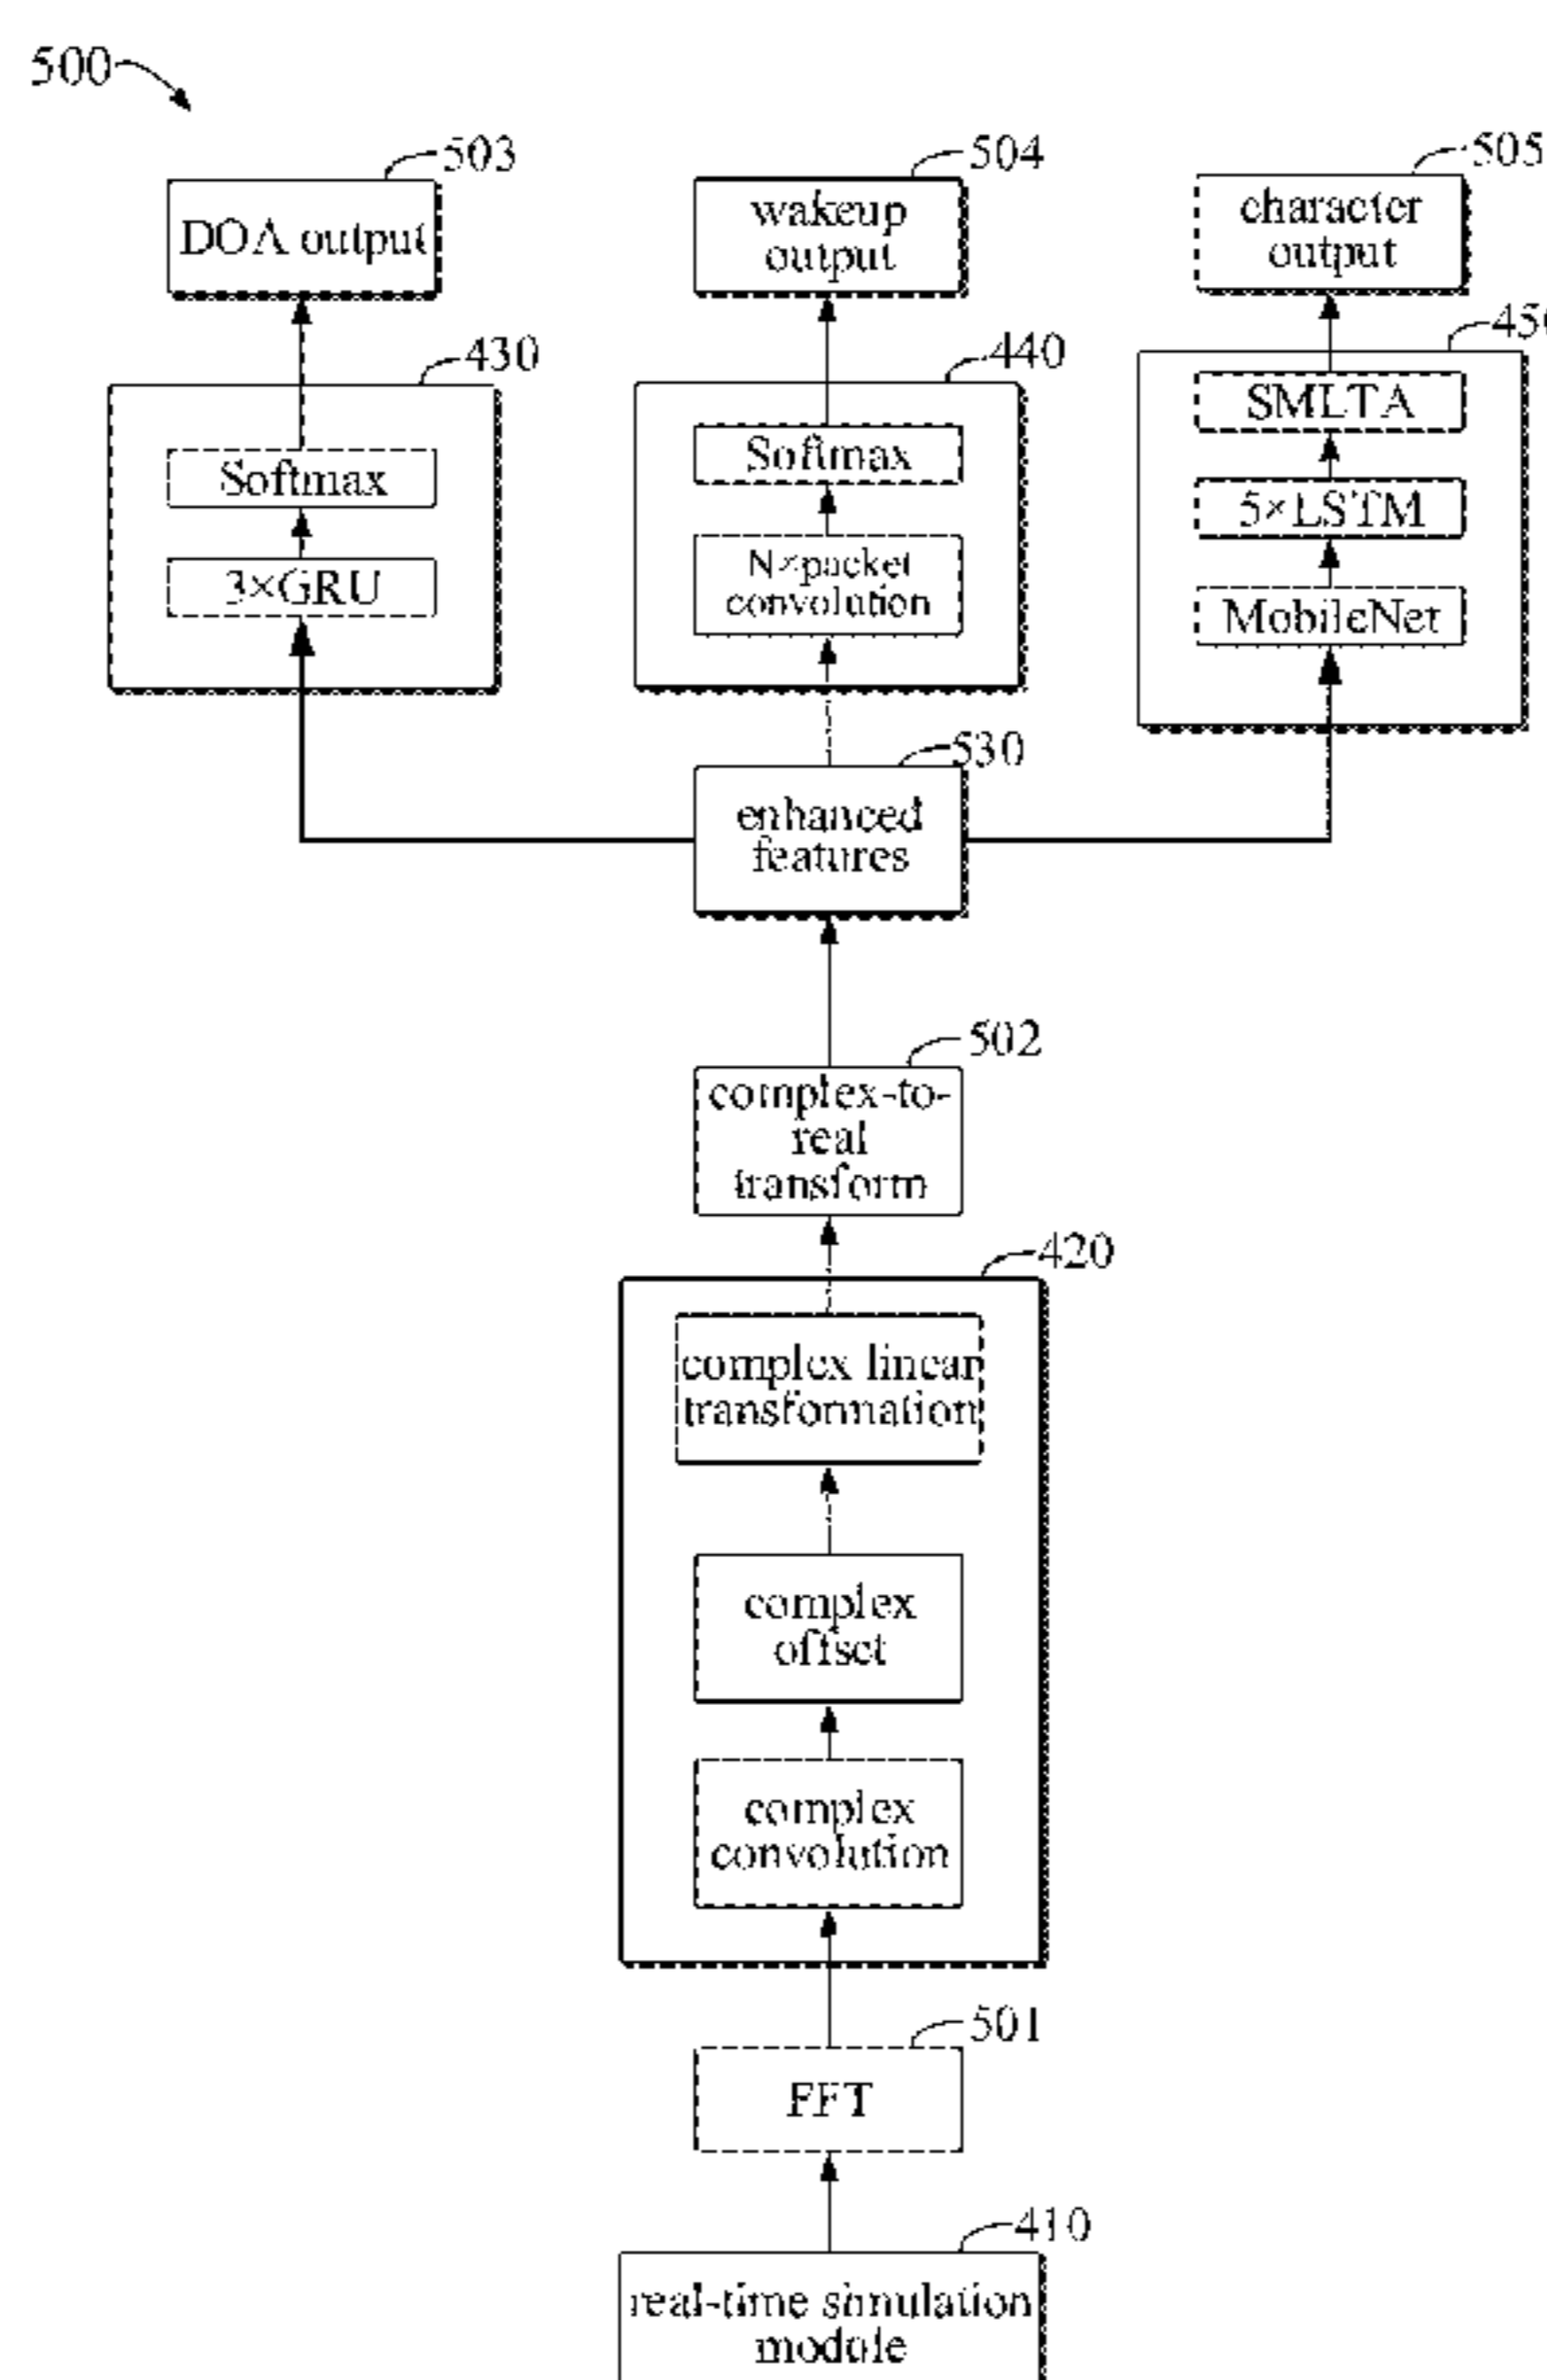 500
503
504
505
DOA output
wakeup
output
character
output
430
440
450
Softmax
3×GRU
Softmax
N×packet
convolution
SMLTA
5×LSTM
MobileNet
530
enhanced
features
502
complex-to-
real
transform
420
complex linear
transformation
complex
offset
complex
convolution
501
FFT
410
real-time simulation
module